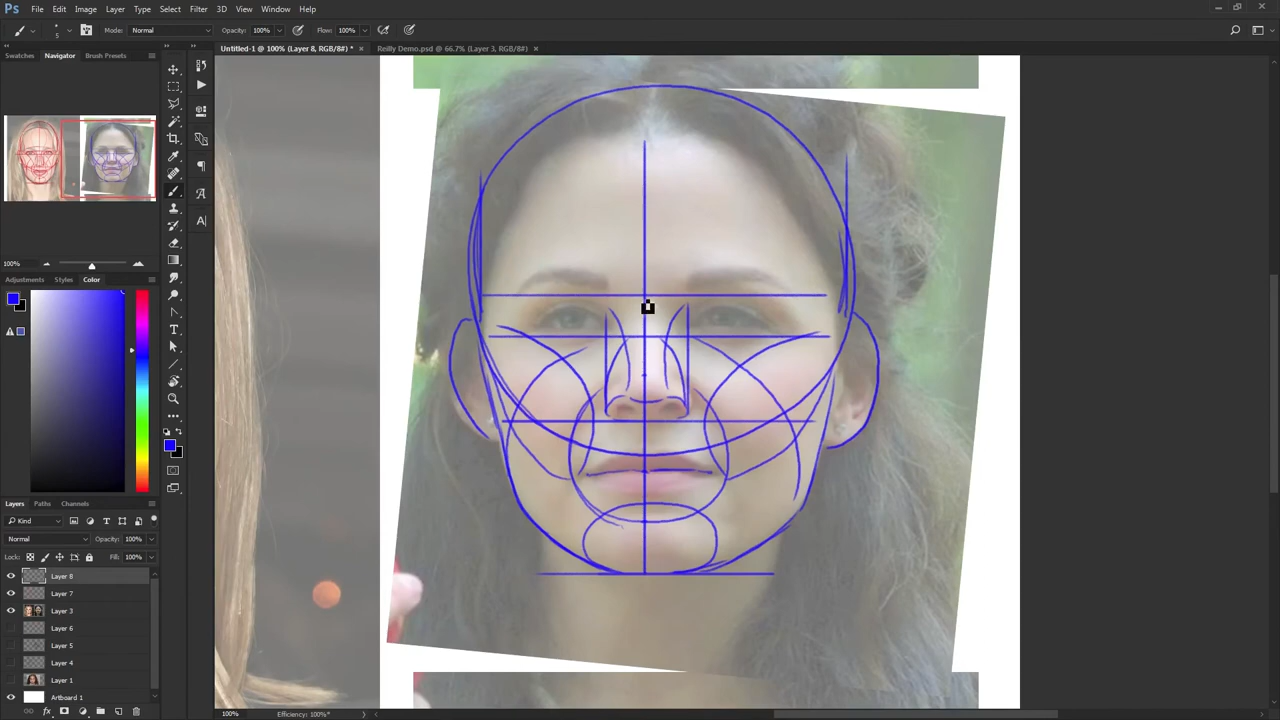 Ps File Edit Image Layer Type Select Filter 3D View Window Help
5 Mode: Normal Opacity: 100% Flow: 100%
Untitled-1 @ 100% (Layer 8, RGB/8#) * × Reilly Demo.psd @ 66.7% (Layer 3, RGB/8#) ×
Swatches Navigator Brush Presets
100%
Adjustments Styles Color
Layers Paths Channels
Kind
Normal Opacity: 100%
Lock: Fill: 100%
Layer 8
Layer 7
Layer 3
Layer 6
Layer 5
Layer 4
Layer 1
Artboard 1
fx
100% Efficiency: 100%*